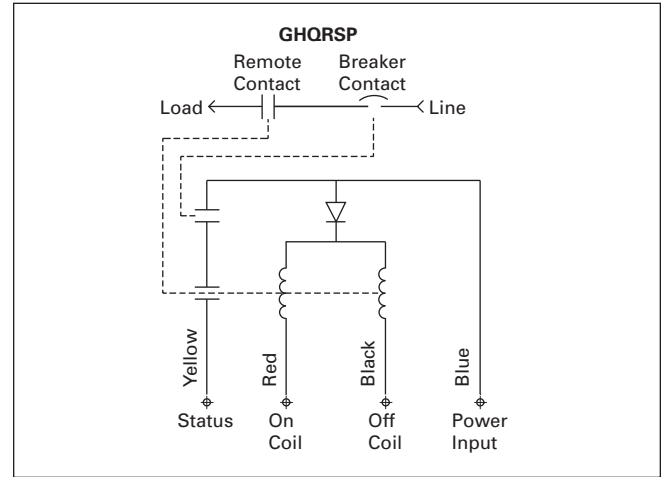 GHQRSP
Remote Contact
Breaker Contact
Load
Line
Yellow
Red
Black
Blue
Status
On Coil
Off Coil
Power Input